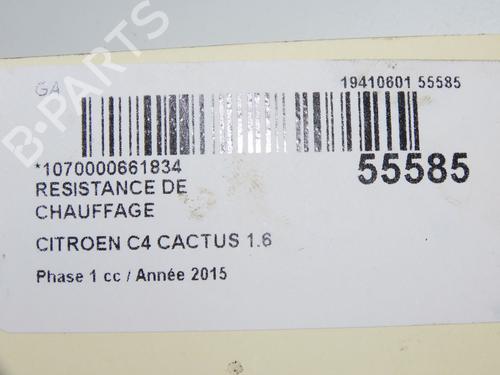 GA
19410601 55585
*1070000661834
55585
RESISTANCE DE
CHAUFFAGE
CITROEN C4 CACTUS 1.6
Phase 1 cc / Année 2015
B-PARTS